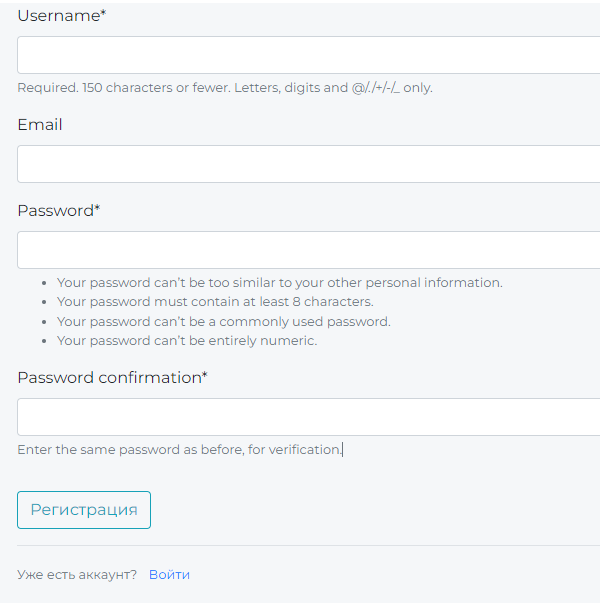 Username*
Required. 150 characters or fewer. Letters, digits and @/./+/-/_ only.
Email
Password*
Your password can’t be too similar to your other personal information.
Your password must contain at least 8 characters.
Your password can’t be a commonly used password.
Your password can’t be entirely numeric.
Password confirmation*
Enter the same password as before, for verification.
Регистрация
Уже есть аккаунт? Войти